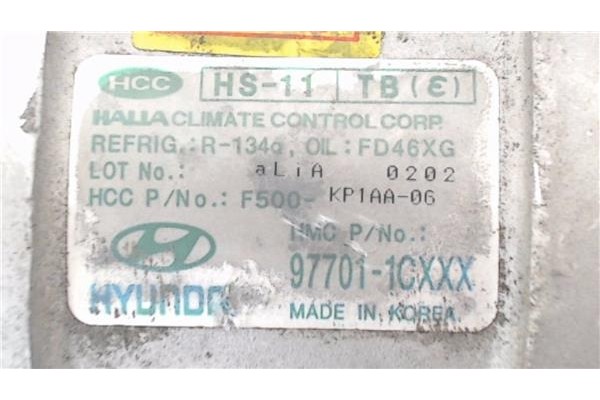 HCC HS-11 TB(ε)
HALLA CLIMATE CONTROL CORP.
REFRIG.: R-134a, OIL: FD46XG
LOT No.: aLiA 0202
HCC P/No.: F500-KP1AA-06
HMC P/No.:
97701-1CXXX
HYUNDAI
MADE IN KOREA.